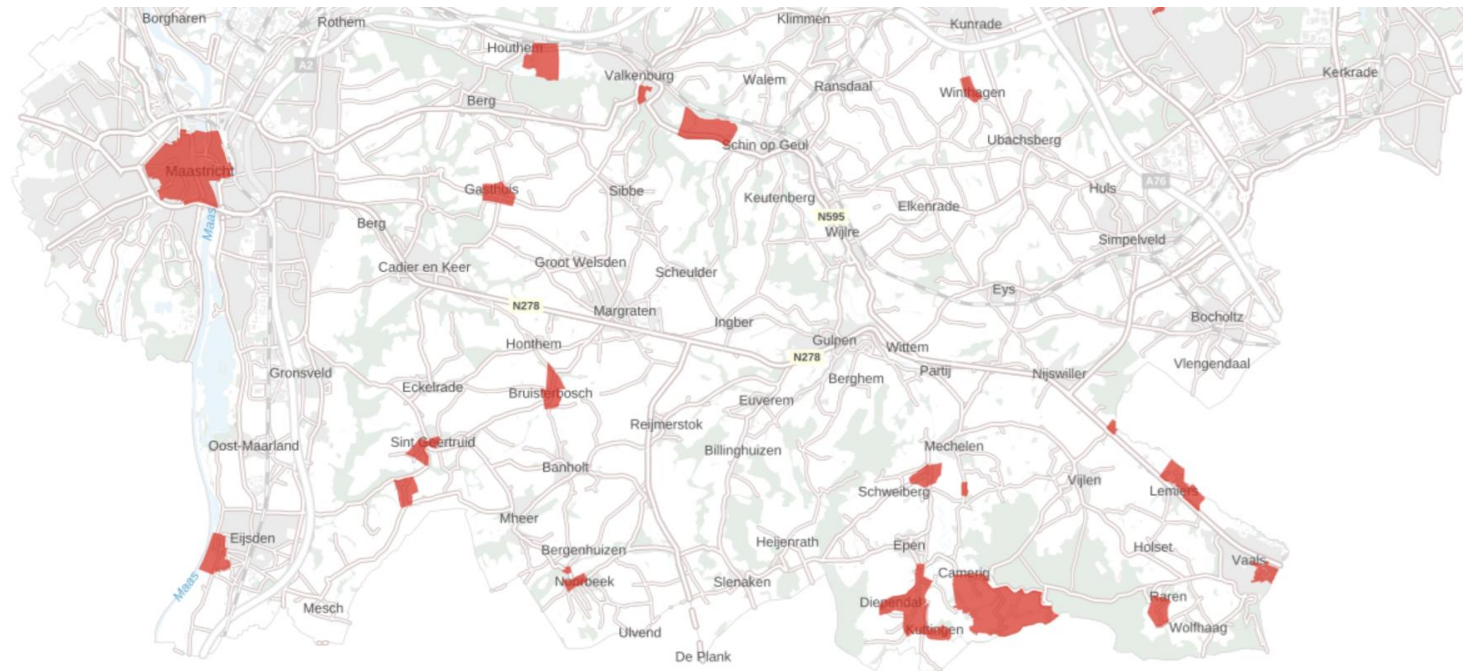 Borgharen
Rothem
Klimmen
Kunrade
Houthem
A2
Valkenburg
Walem
Ransdaal
Kerkrade
Berg
Winthagen
Ubachsberg
Schin op Geul
Maastricht
Gasthuis
Sibbe
Keutenberg
Elkenrade
Huls
A76
Maas
Berg
N595
Wijlre
Simpelveld
Cadier en Keer
Groot Welsden
Scheulder
Eys
N278
Margraten
Ingber
Bocholtz
Honthem
Gulpen
Wittem
N278
Vlengendaal
Gronsveld
Eckelrade
Bruisterbosch
Berghem
Partij
Nijswiller
Euverem
Reijmerstok
Oost-Maarland
Sint Geertruid
Billinghuizen
Mechelen
Banholt
Schweiberg
Vijlen
Lemiers
Mheer
Eijsden
Bergenhuizen
Heijenrath
Epen
Holset
Vaals
Maas
Noorbeek
Slenaken
Camerig
Mesch
Diependal
Raren
Ulvend
Kuttingen
Wolfhaag
De Plank